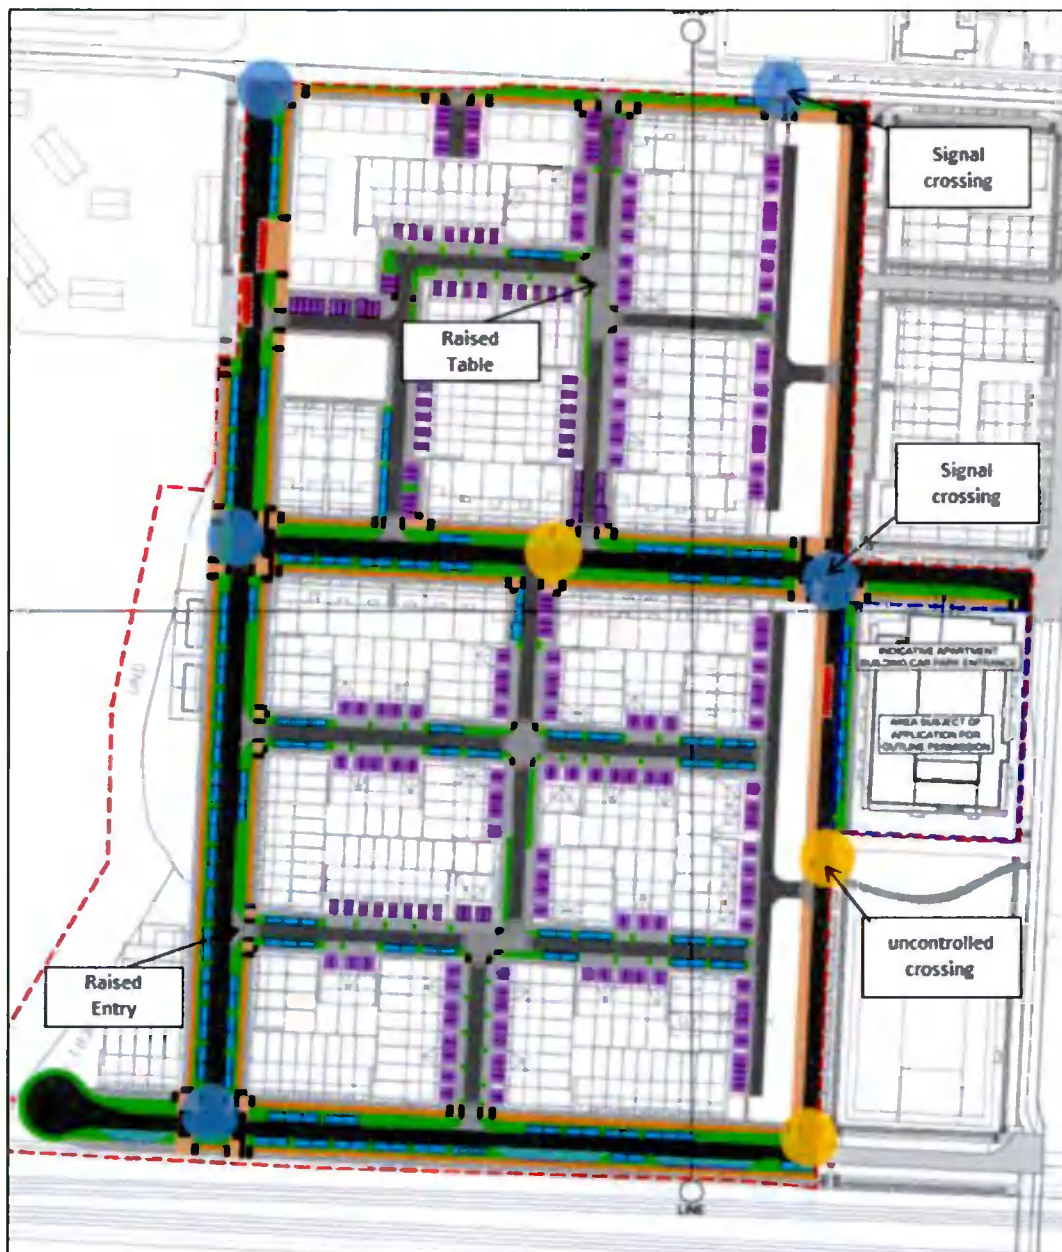 Signal
crossing
Raised
Table
Signal
crossing
INDICATIVE APARTMENT
BUILDING CAR PARK ENTRANCE
AREA SUBJECT OF
APPLICATION FOR
OUTLINE PERMISSION
uncontrolled
crossing
Raised
Entry
LINE